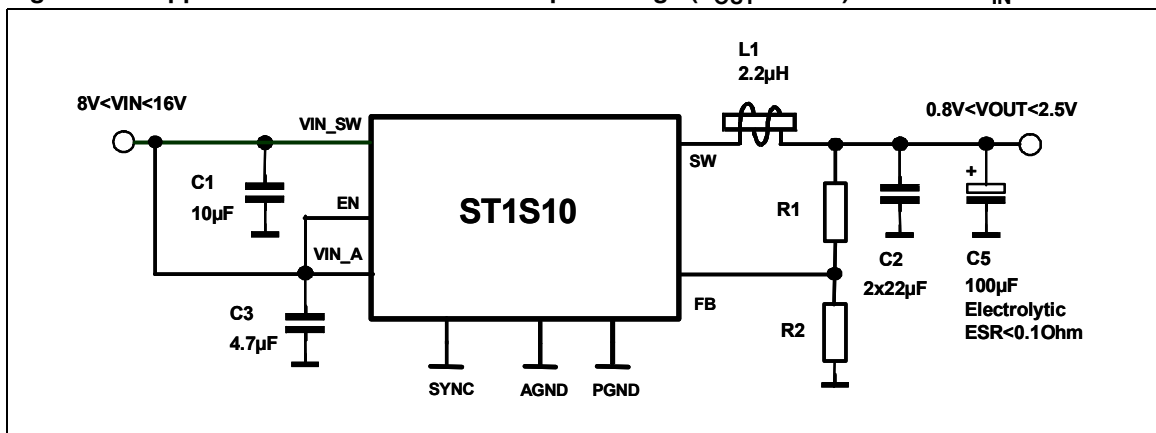 L1
2.2µH
8V<VIN<16V
0.8V<VOUT<2.5V
VIN_SW
SW
C1
10µF
EN
ST1S10
R1
VIN_A
C2
2x22µF
+
C5
100µF
Electrolytic
ESR<0.1Ohm
FB
C3
4.7µF
R2
SYNC
AGND
PGND